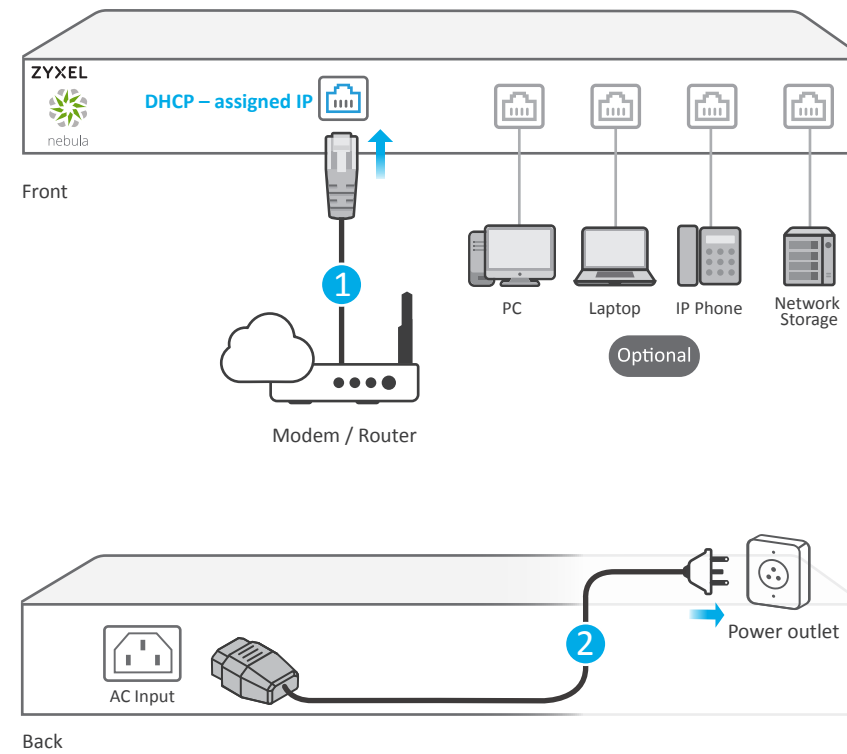 ZYXEL
nebula
DHCP – assigned IP
Front
1
PC
Laptop
IP Phone
Network
Storage
Optional
Modem / Router
2
Power outlet
AC Input
Back